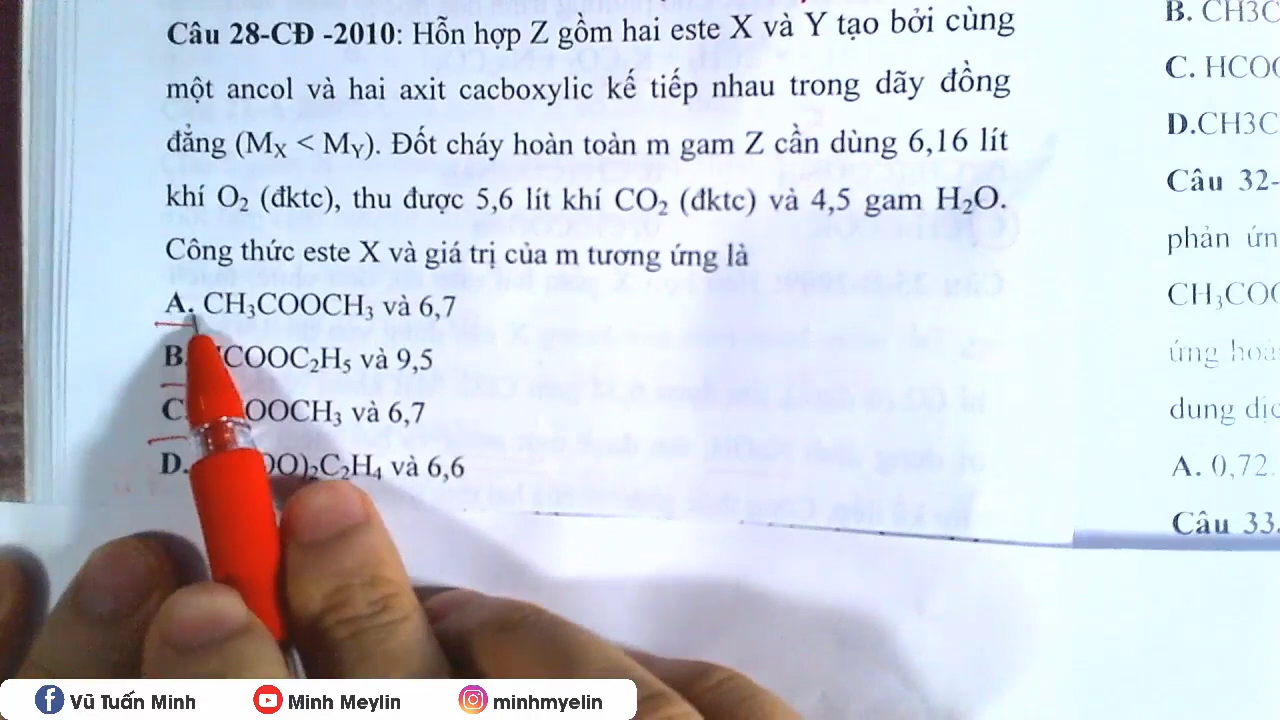 Câu 28-CĐ -2010: Hỗn hợp Z gồm hai este X và Y tạo bởi cùng
một ancol và hai axit cacboxylic kế tiếp nhau trong dãy đồng
đẳng (MX < MY). Đốt cháy hoàn toàn m gam Z cần dùng 6,16 lít
khí O2 (đktc), thu được 5,6 lít khí CO2 (đktc) và 4,5 gam H2O.
Công thức este X và giá trị của m tương ứng là
A. CH3COOCH3 và 6,7
B. COOC2H5 và 9,5
C. OOCH3 và 6,7
D. O)2C2H4 và 6,6
B. CH3C
C. HCOO
D.CH3C
Câu 32-
phản ứn
CH3COO
ứng hoà
dung dịc
A. 0,72
Câu 33.
Vũ Tuấn Minh
Minh Meylin
minhmyelin